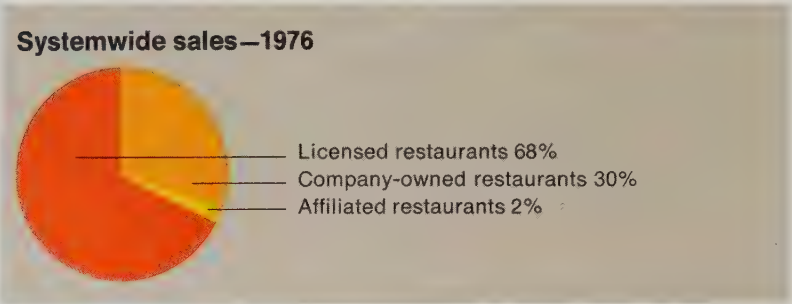 Systemwide sales—1976
Licensed restaurants 68%
Company-owned restaurants 30%
Affiliated restaurants 2%